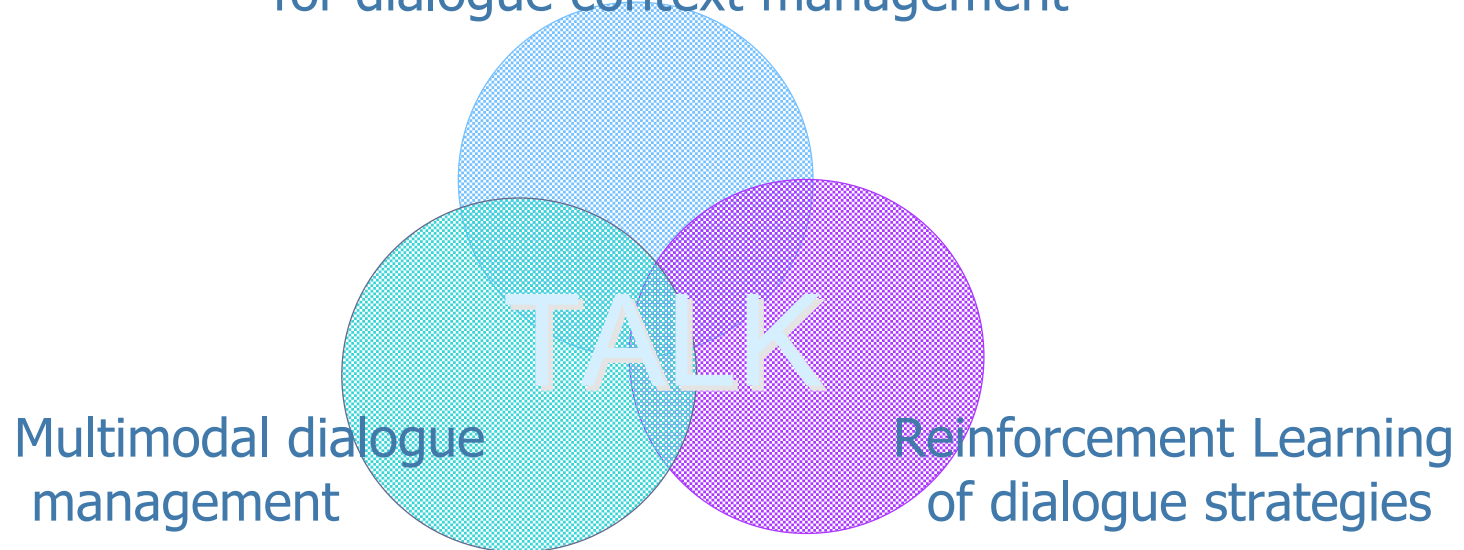 for dialogue context management
TALK
Multimodal dialogue
management
Reinforcement Learning
of dialogue strategies